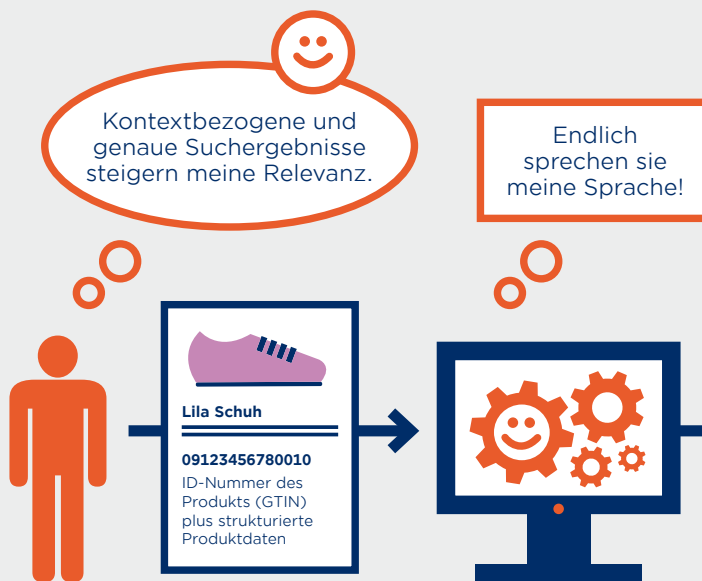 Kontextbezogene und
genaue Suchergebnisse
steigern meine Relevanz.
Endlich
sprechen sie
meine Sprache!
Lila Schuh
09123456780010
ID-Nummer des
Produkts (GTIN)
plus strukturierte
Produktdaten